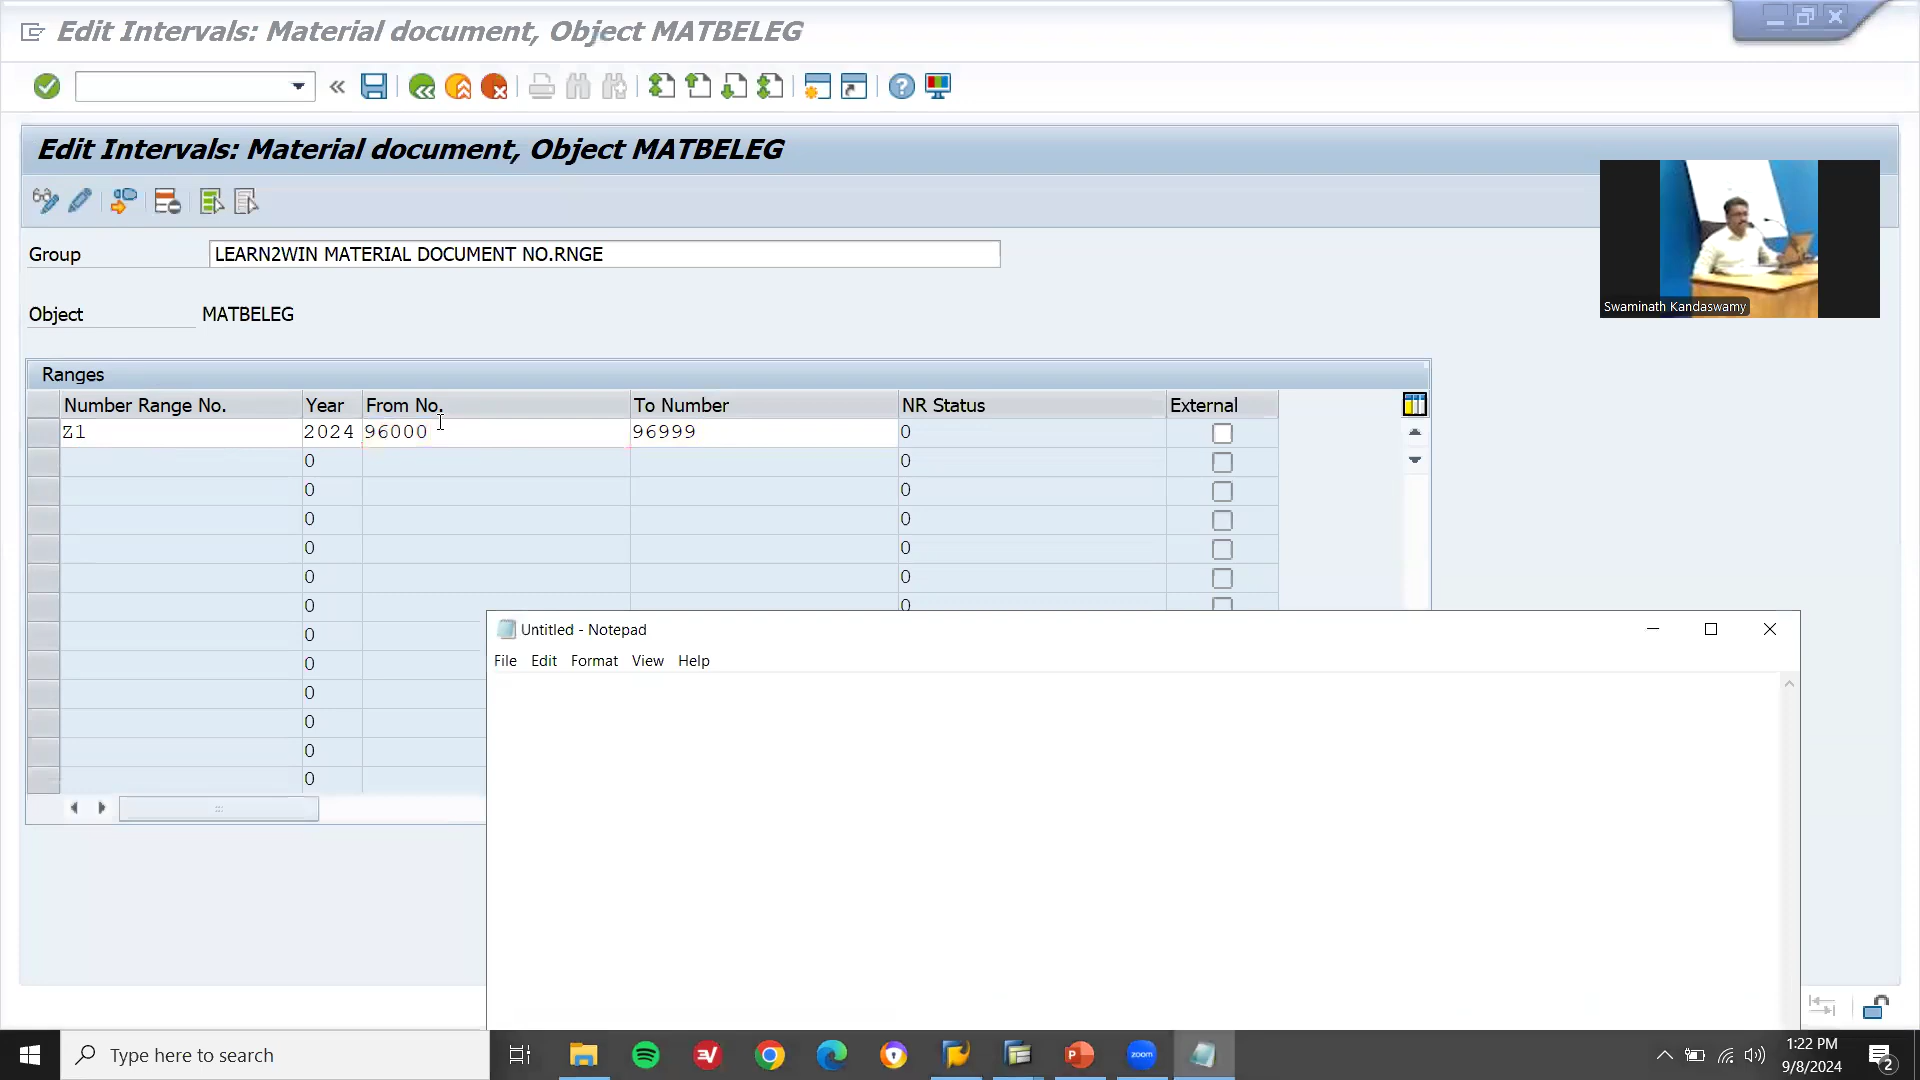 Edit Intervals: Material document, Object MATBELEG
Edit Intervals: Material document, Object MATBELEG
Group LEARN2WIN MATERIAL DOCUMENT NO.RNGE
Swaminath Kandaswamy
Object MATBELEG
Ranges
Number Range No. Year From No. To Number NR Status External
Z1 2024 96000 96999 0
0 0
0 0
0 0
0 0
0 0
0 0
0
0
0
0
0
0
Untitled - Notepad
File Edit Format View Help
Type here to search
EV
P
zoom
1:22 PM
9/8/2024
2